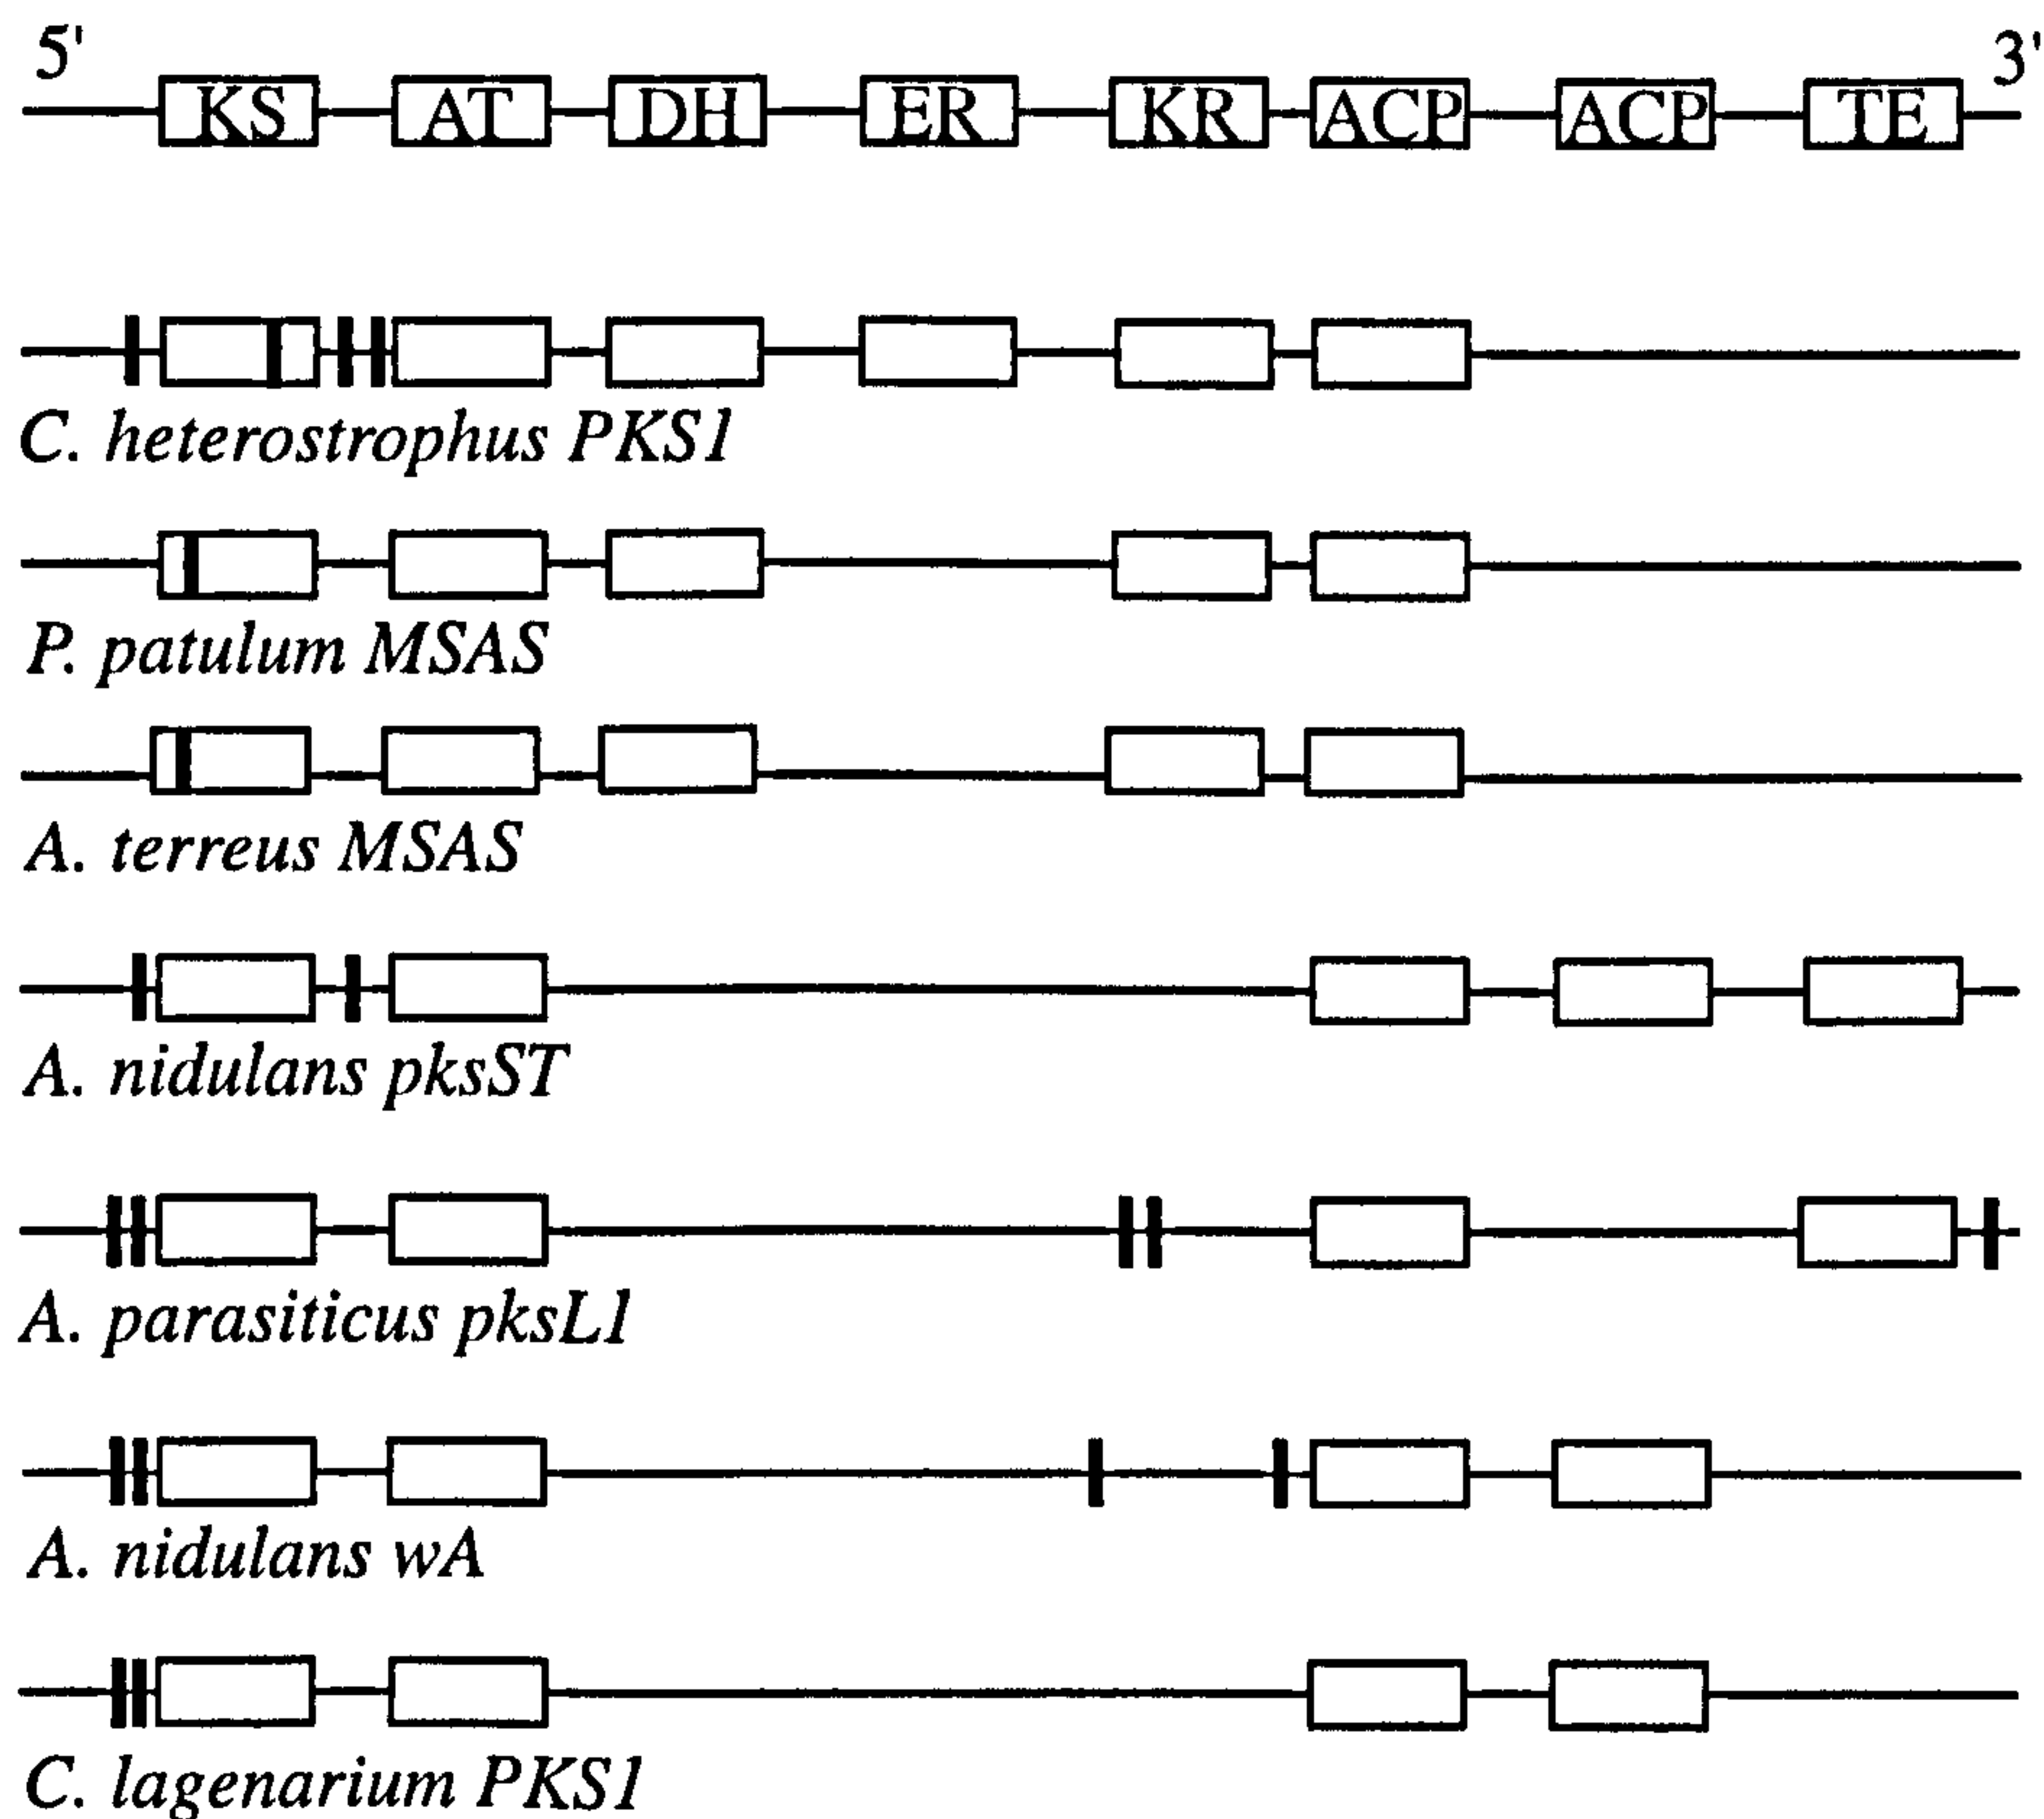 5' 3'
KS AT DH ER KR ACP ACP TE
C. heterostrophus PKS1
P. patulum MSAS
A. terreus MSAS
A. nidulans pksST
A. parasiticus pksL1
A. nidulans wA
C. lagenarium PKS1